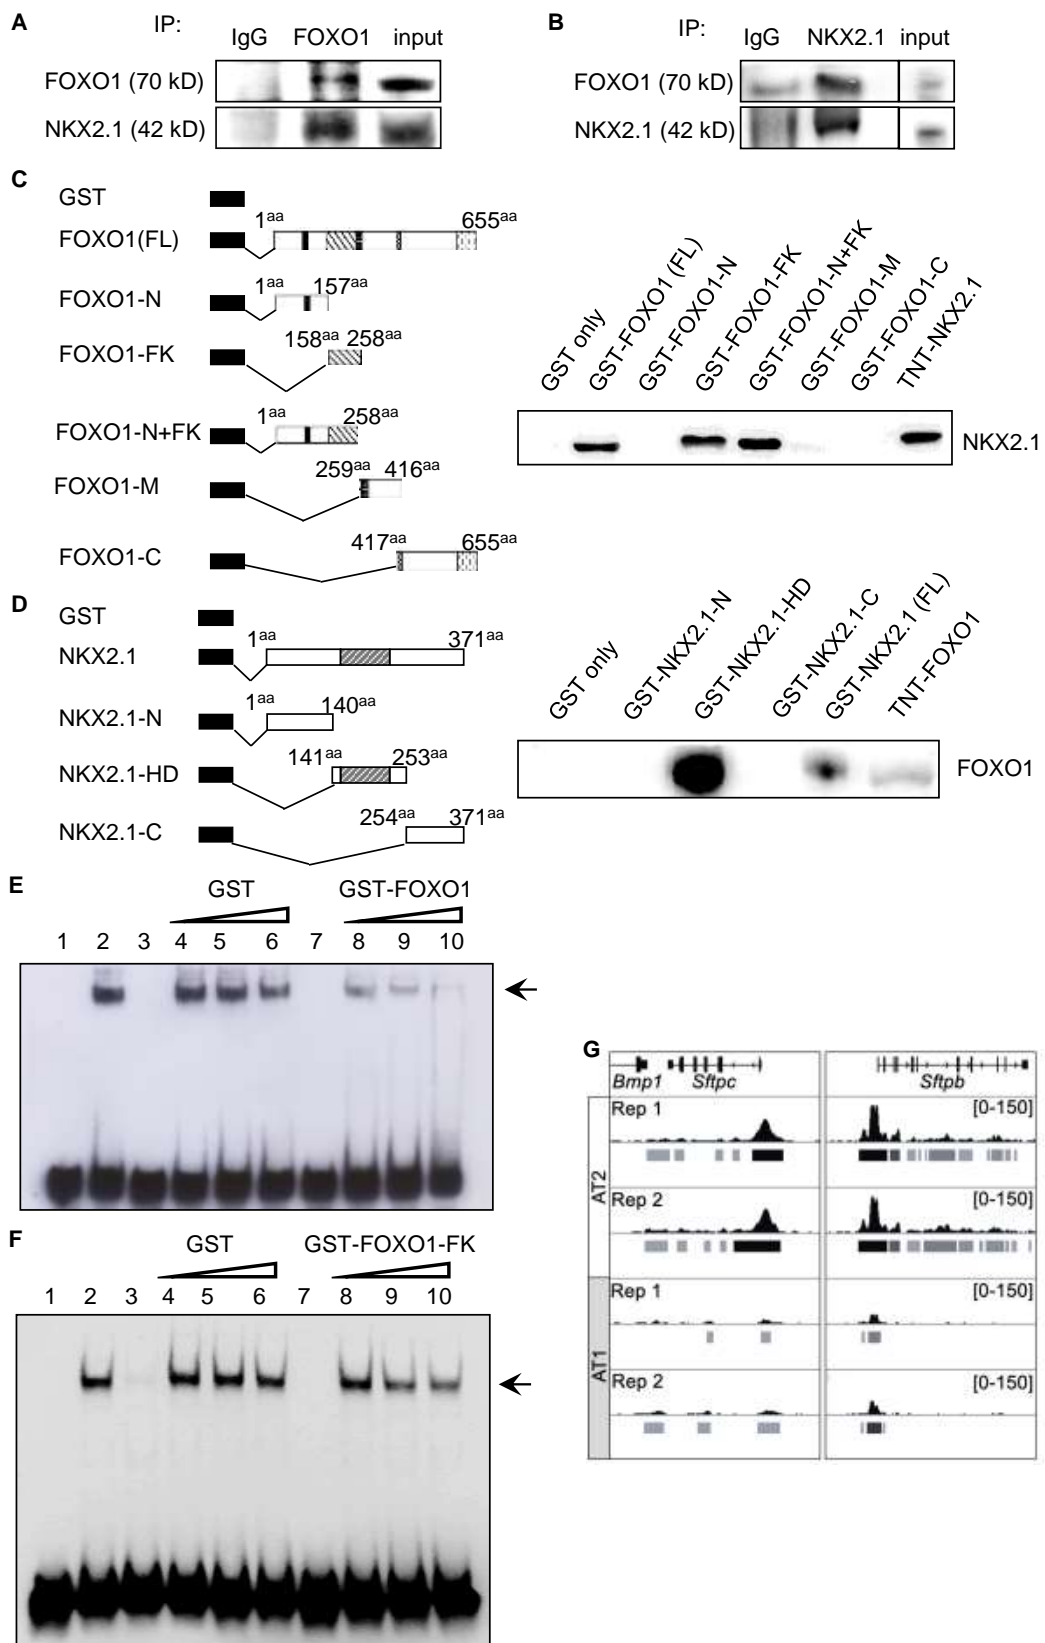 A
IP:
IgG FOXO1 input
FOXO1 (70 kD)
NKX2.1 (42 kD)
B
IP:
IgG NKX2.1 input
FOXO1 (70 kD)
NKX2.1 (42 kD)
C
GST
FOXO1(FL)
1aa 655aa
FOXO1-N
1aa 157aa
FOXO1-FK
158aa 258aa
FOXO1-N+FK
1aa 258aa
FOXO1-M
259aa 416aa
FOXO1-C
417aa 655aa
GST only
GST-FOXO1 (FL)
GST-FOXO1-N
GST-FOXO1-FK
GST-FOXO1-N+FK
GST-FOXO1-M
GST-FOXO1-C
TNT-NKX2.1
NKX2.1
D
GST
NKX2.1
1aa 371aa
NKX2.1-N
1aa 140aa
NKX2.1-HD
141aa 253aa
NKX2.1-C
254aa 371aa
GST only
GST-NKX2.1-N
GST-NKX2.1-HD
GST-NKX2.1-C
GST-NKX2.1 (FL)
TNT-FOXO1
FOXO1
E
GST GST-FOXO1
1 2 3 4 5 6 7 8 9 10
F
GST GST-FOXO1-FK
1 2 3 4 5 6 7 8 9 10
G
Bmp1 Sftpc Sftpb
AT2
Rep 1 [0-150]
Rep 2 [0-150]
AT1
Rep 1 [0-150]
Rep 2 [0-150]